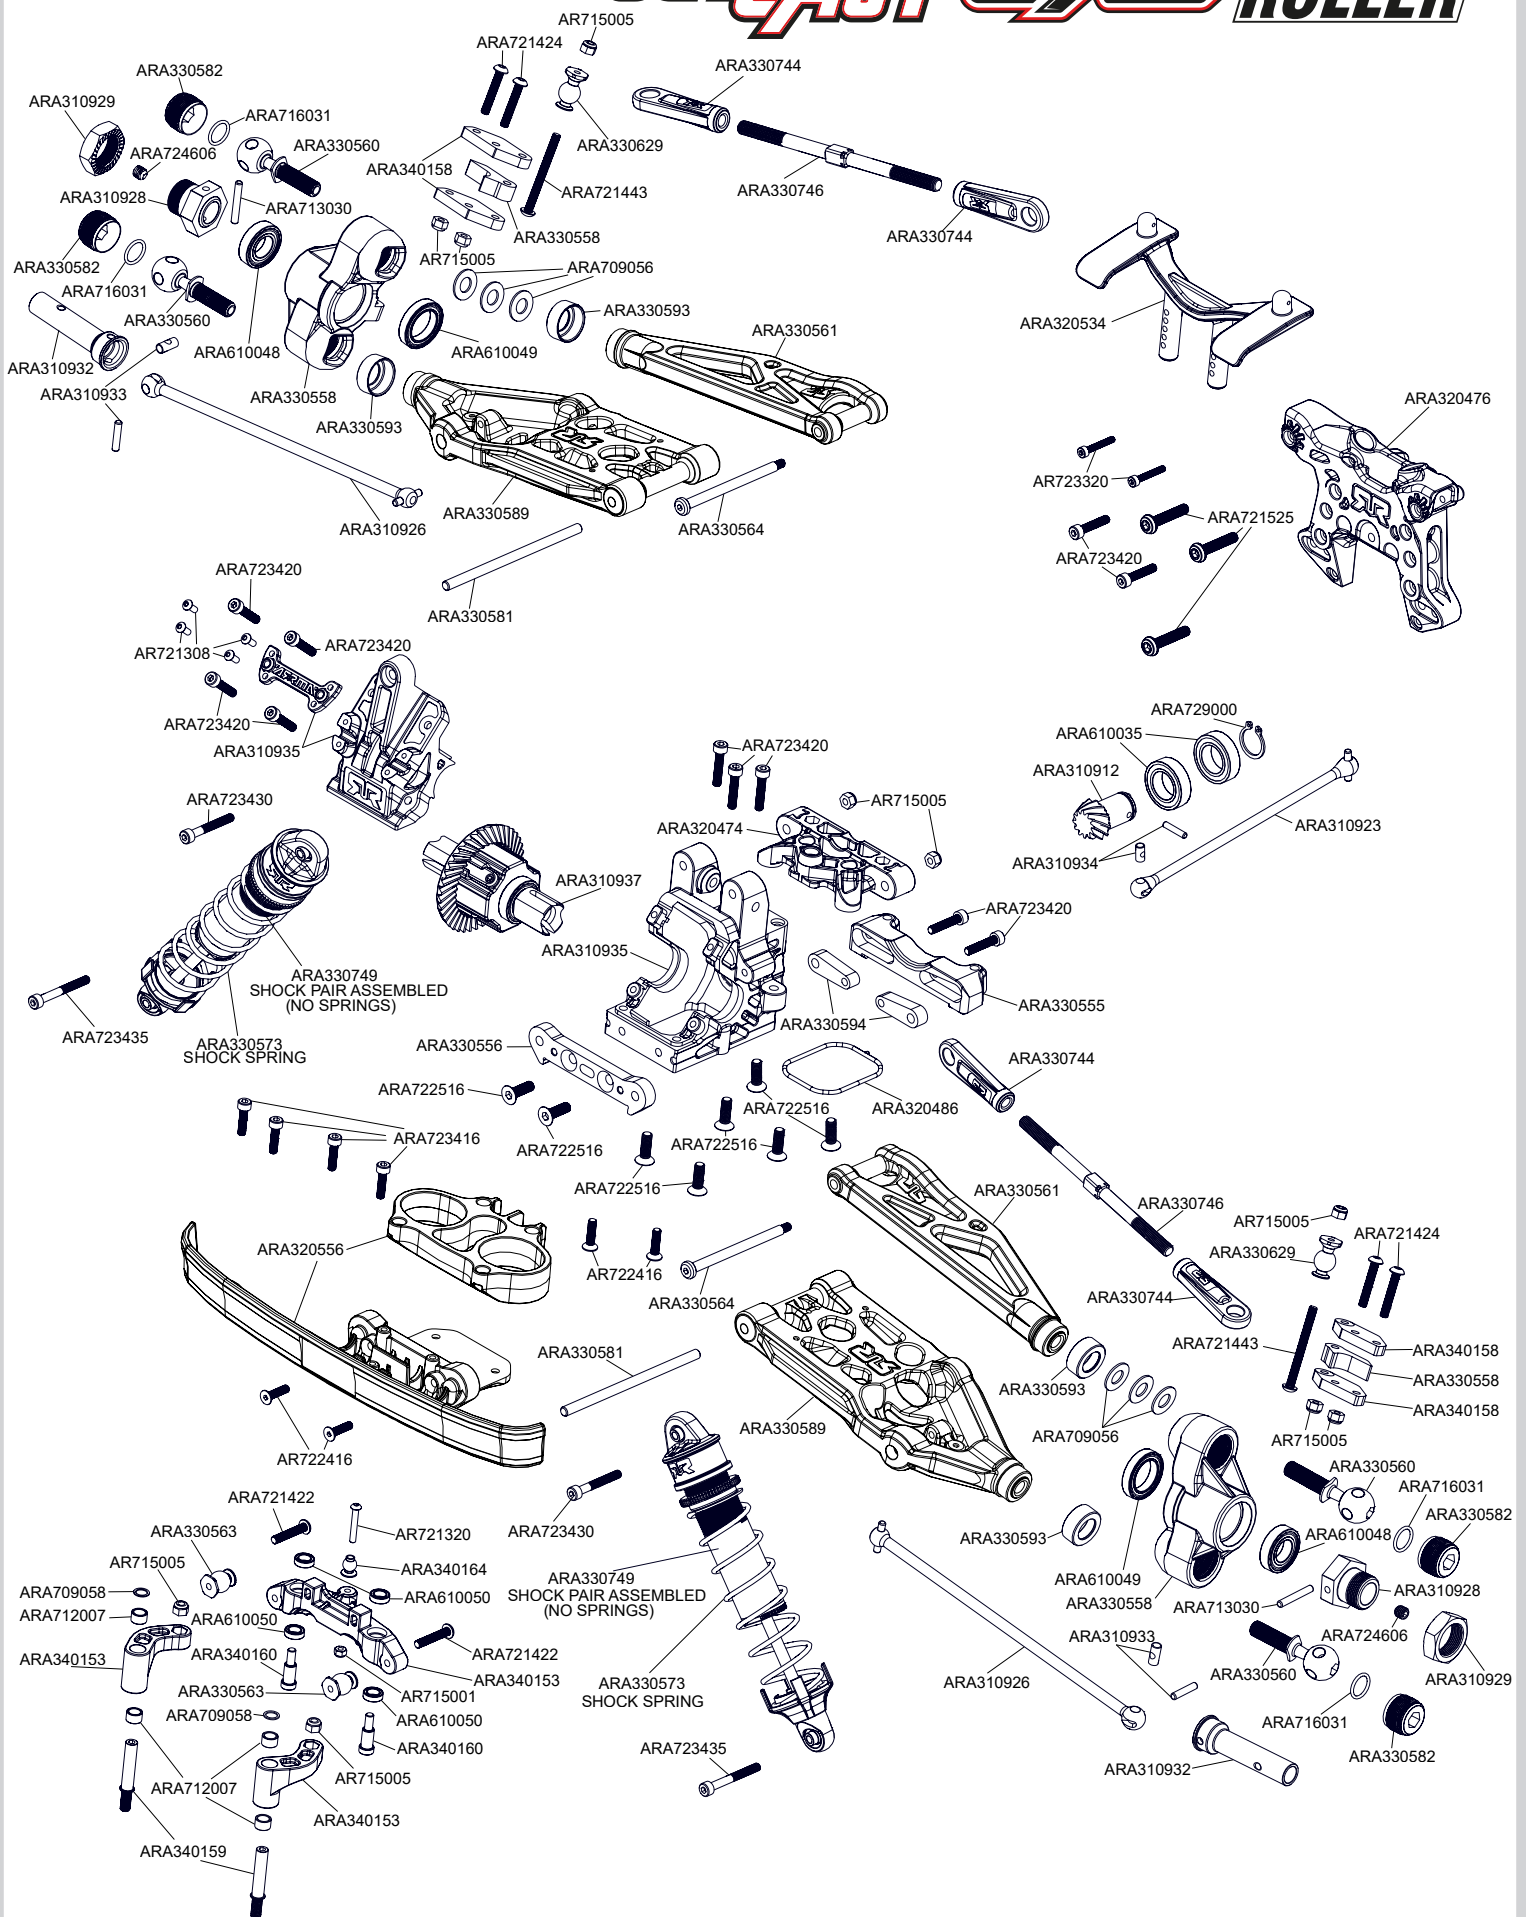 ROLLER
AR715005
ARA721424
ARA330744
ARA330582
ARA310929
ARA716031
ARA724606
ARA330560
ARA330629
ARA340158
ARA330746
ARA721443
ARA310928
ARA713030
ARA330558
ARA330744
AR715005
ARA330582
ARA709056
ARA716031
ARA330560
ARA330593
ARA320534
ARA330561
ARA610048
ARA610049
ARA310932
ARA310933
ARA330558
ARA330593
ARA320476
AR723320
ARA330589
ARA310926
ARA330564
ARA721525
ARA723420
ARA723420
ARA330581
AR721308
ARA723420
ARA723420
ARA310935
ARA729000
ARA610035
ARA723420
ARA310912
ARA723430
AR715005
ARA320474
ARA310923
ARA310934
ARA310937
ARA723420
ARA310935
ARA330749
SHOCK PAIR ASSEMBLED
(NO SPRINGS)
ARA330555
ARA330594
ARA723435
ARA330573
SHOCK SPRING
ARA330556
ARA330744
ARA722516
ARA722516
ARA320486
ARA723416
ARA722516
ARA722516
ARA722516
ARA330561
ARA330746
AR715005
ARA721424
ARA320556
ARA330629
AR722416
ARA330564
ARA330744
ARA721443
ARA340158
ARA330581
ARA330558
ARA330593
ARA340158
ARA330589
ARA709056
AR715005
AR722416
ARA330560
ARA716031
ARA330582
ARA721422
ARA723430
AR721320
ARA330563
ARA330593
ARA610048
AR715005
ARA340164
ARA330749
SHOCK PAIR ASSEMBLED
(NO SPRINGS)
ARA610049
ARA310928
ARA709058
ARA610050
ARA330558
ARA713030
ARA712007
ARA610050
ARA724606
ARA310933
ARA340153
ARA340160
ARA721422
ARA330560
ARA340153
ARA310926
ARA310929
ARA330563
AR715001
ARA330573
SHOCK SPRING
ARA709058
ARA610050
ARA716031
ARA340160
ARA723435
ARA330582
ARA310932
AR715005
ARA712007
ARA340153
ARA340159